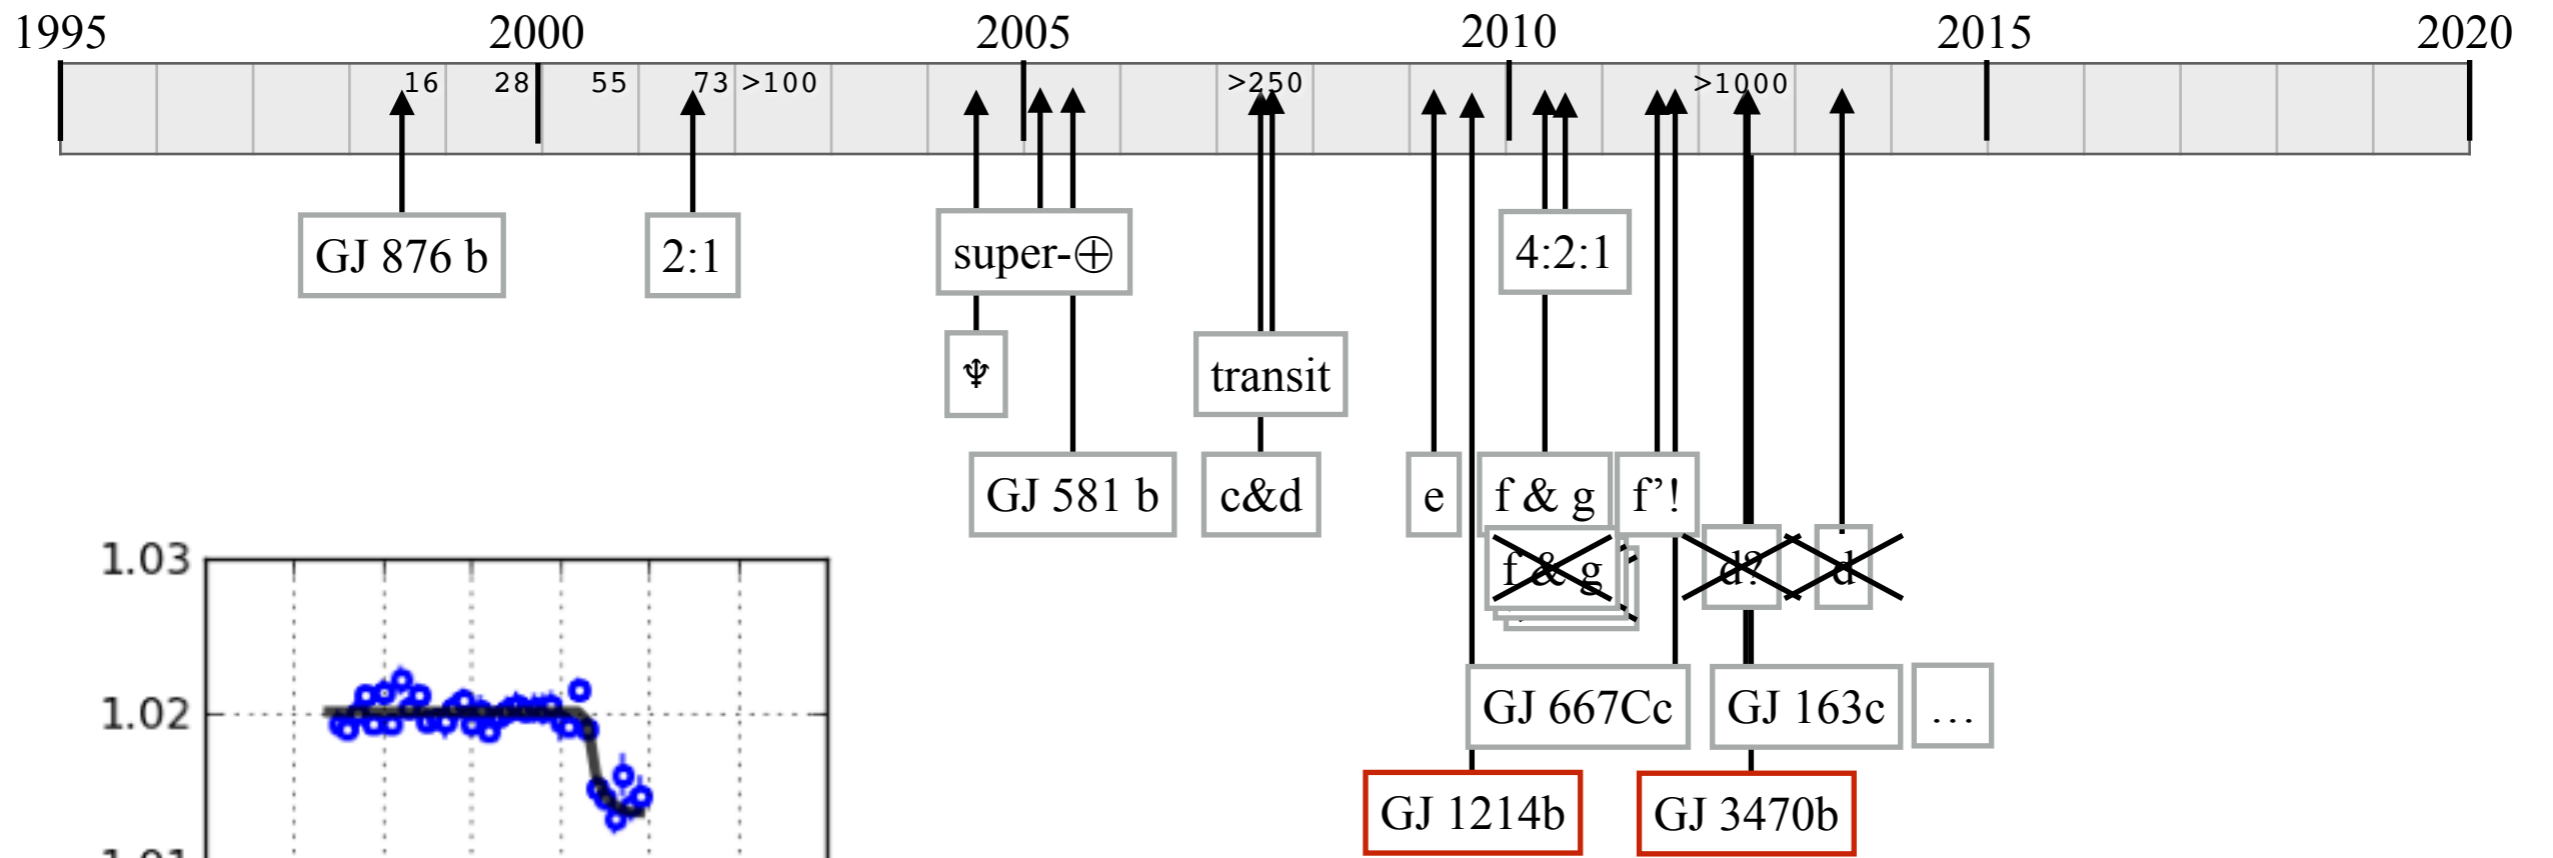 1995 2000 2005 2010 2015 2020
16 28 55 73 >100 >250 >1000
GJ 876 b 2:1 super-⊕ 4:2:1
♆ transit
GJ 581 b c&d e f & g f’!
f & g d? d
GJ 667Cc GJ 163c …
GJ 1214b GJ 3470b
1.03
1.02